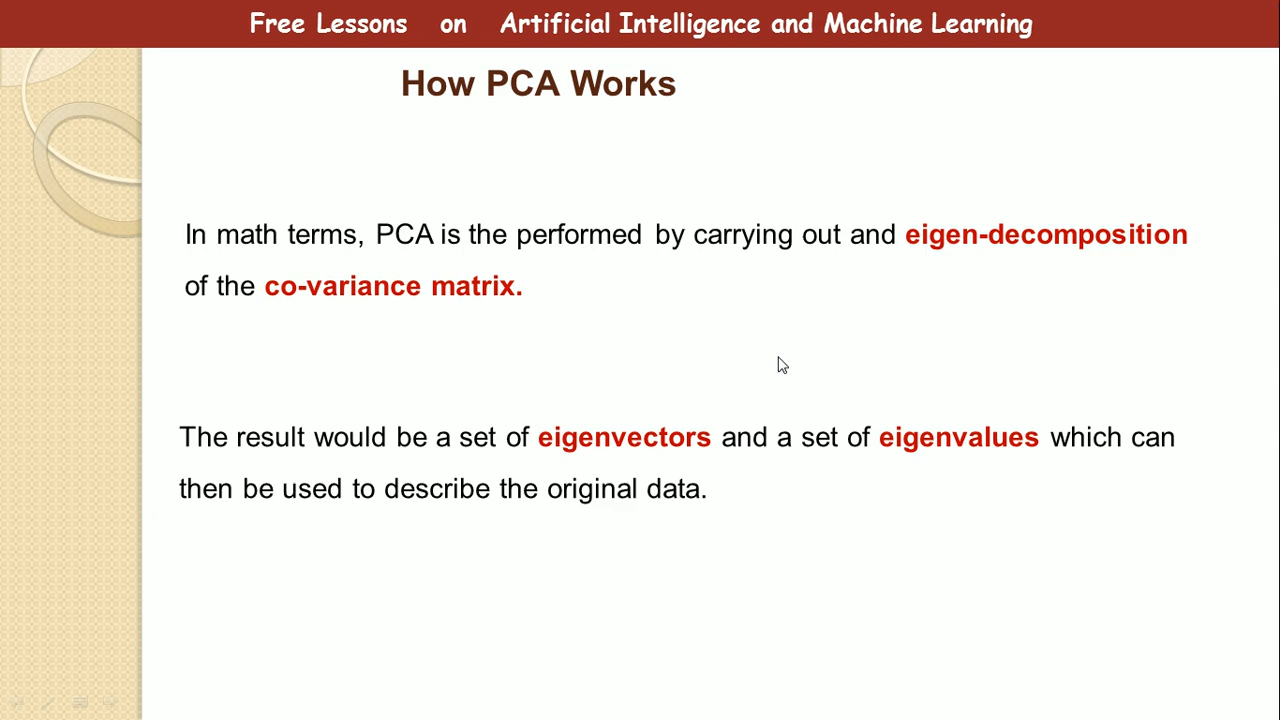 Free Lessons on Artificial Intelligence and Machine Learning
How PCA Works
In math terms, PCA is the performed by carrying out and eigen-decomposition
of the co-variance matrix.
The result would be a set of eigenvectors and a set of eigenvalues which can
then be used to describe the original data.